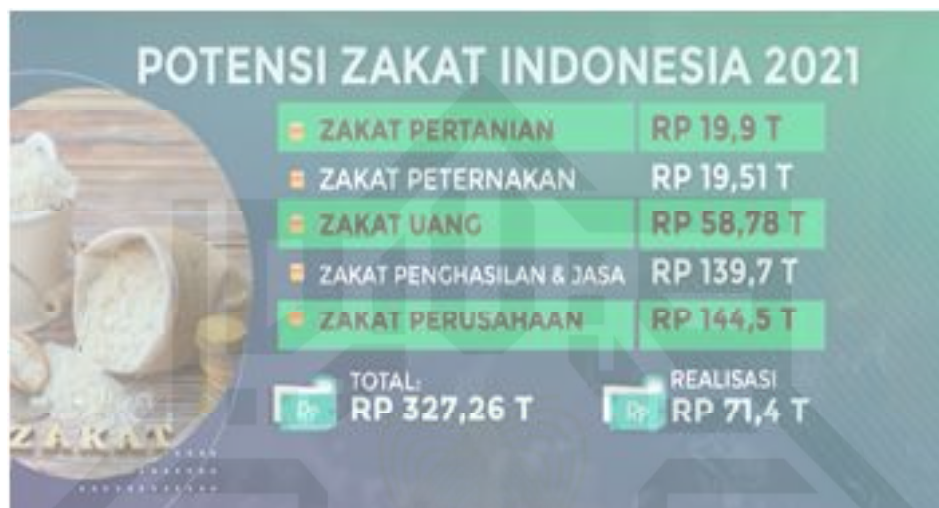 POTENSI ZAKAT INDONESIA 2021
ZAKAT PERTANIAN RP 19,9 T
ZAKAT PETERNAKAN RP 19,51 T
ZAKAT UANG RP 58,78 T
ZAKAT PENGHASILAN & JASA RP 139,7 T
ZAKAT PERUSAHAAN RP 144,5 T
TOTAL:
Rp RP 327,26 T
REALISASI
Rp RP 71,4 T
ZAKAT